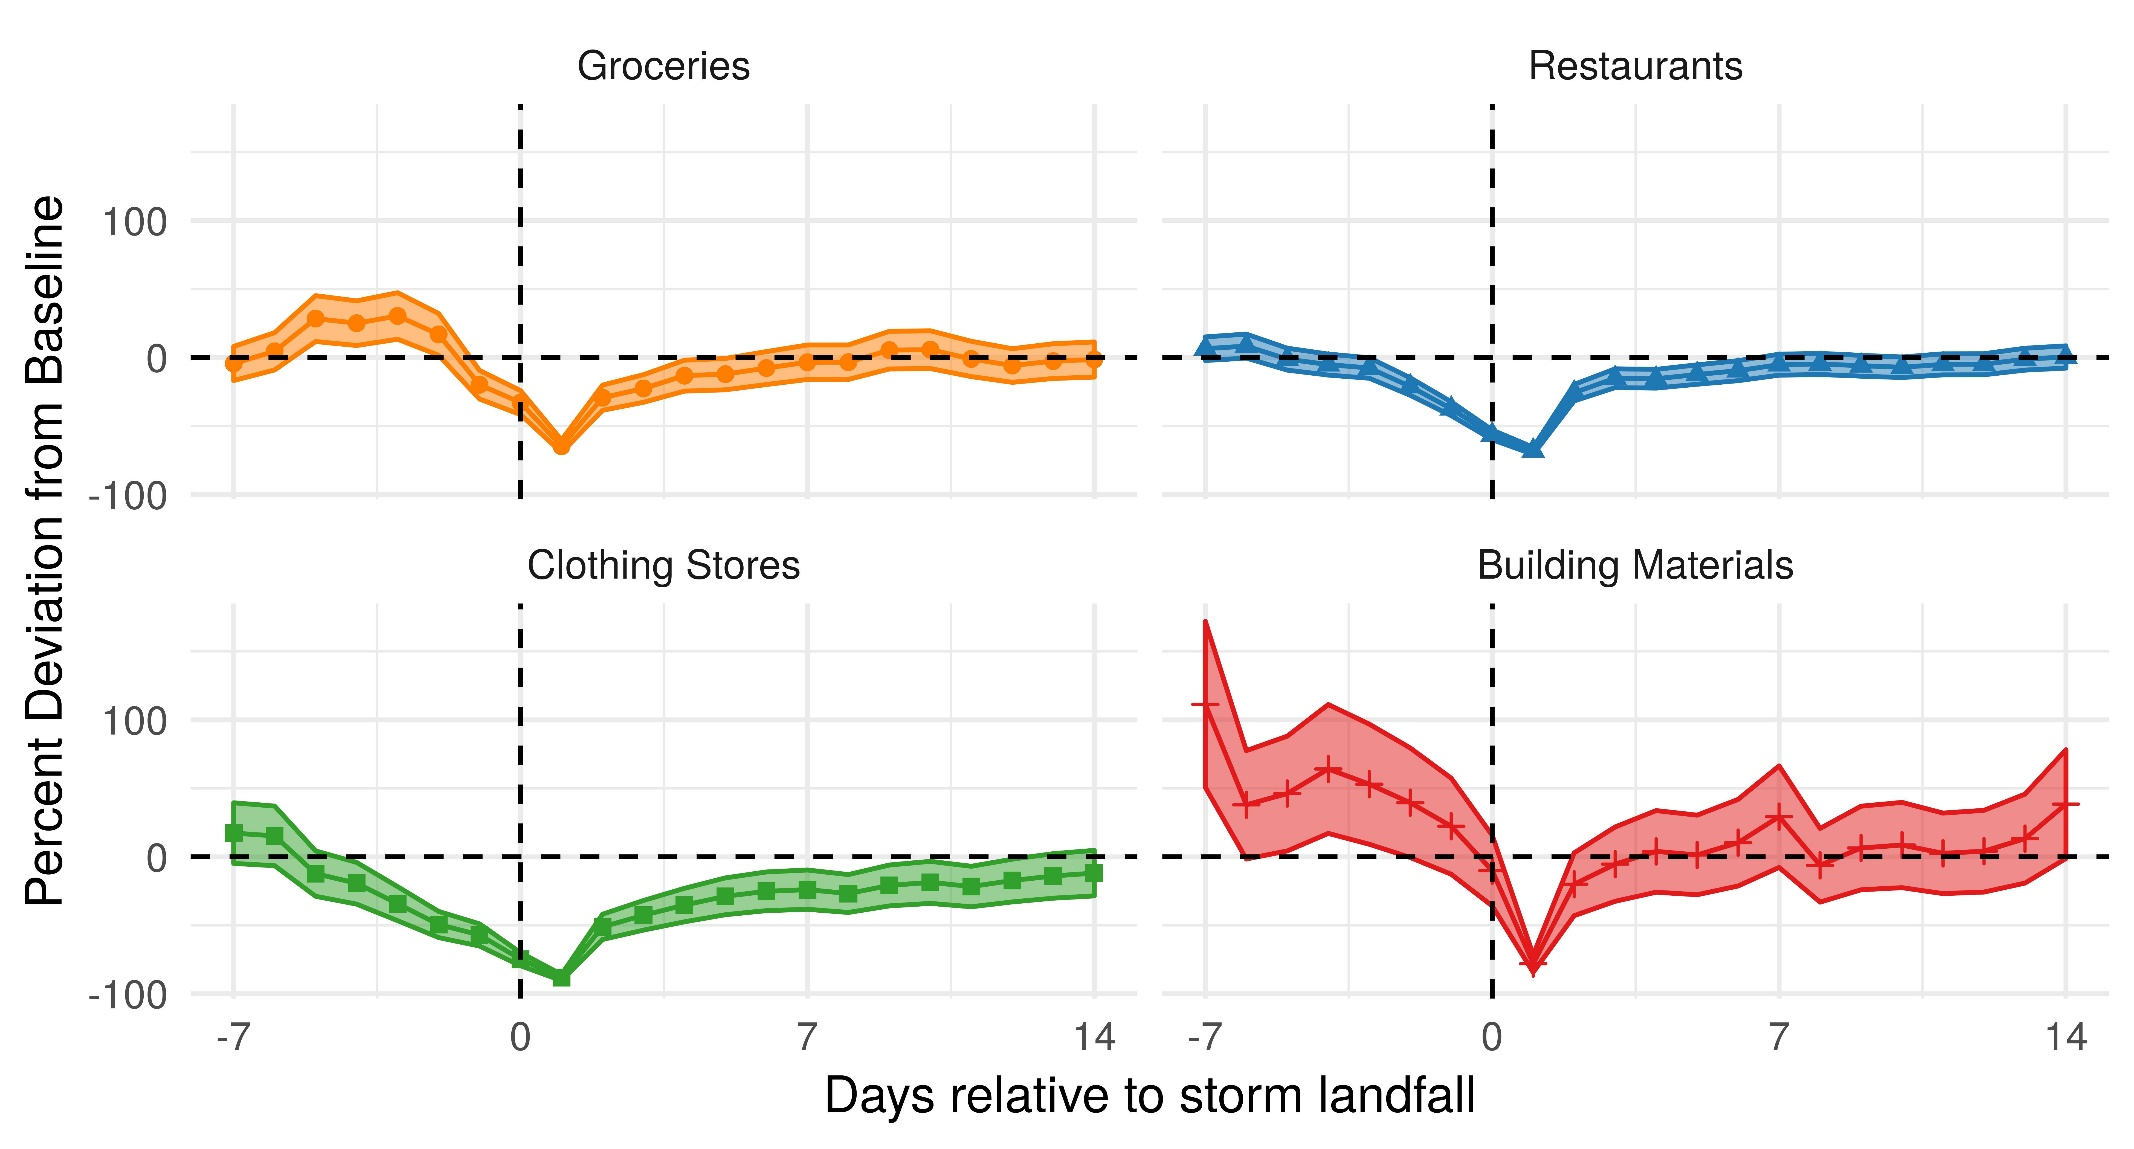 Groceries
Restaurants
100
0
-100
Clothing Stores
Building Materials
100
0
-100
-7 0 7 14
-7 0 7 14
Days relative to storm landfall
Percent Deviation from Baseline